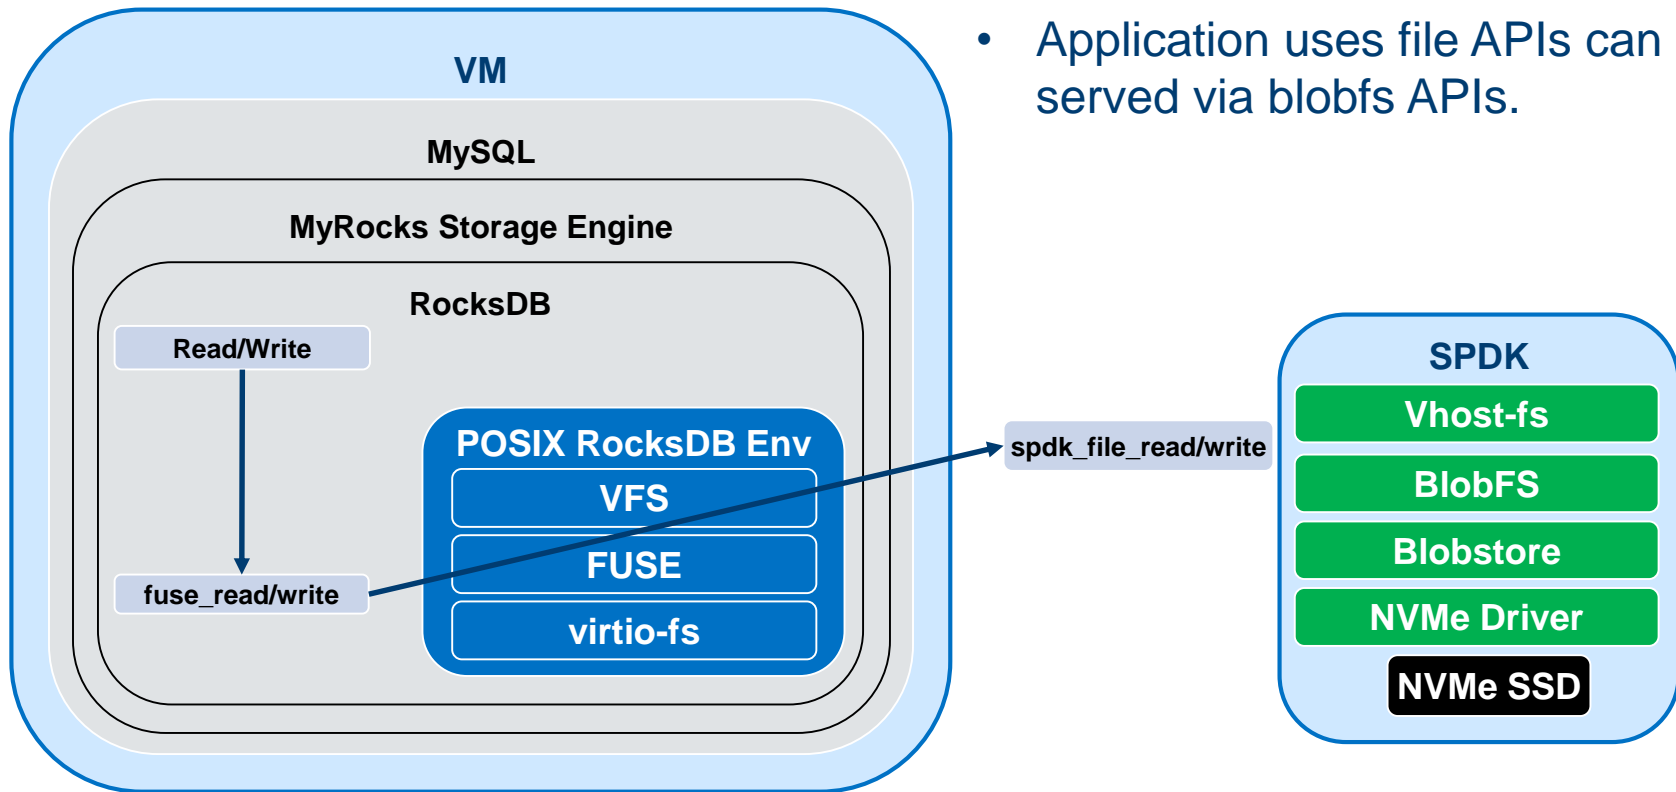 • Application uses file APIs can
served via blobfs APIs.
VM
MySQL
MyRocks Storage Engine
RocksDB
Read/Write
fuse_read/write
POSIX RocksDB Env
VFS
FUSE
virtio-fs
spdk_file_read/write
SPDK
Vhost-fs
BlobFS
Blobstore
NVMe Driver
NVMe SSD